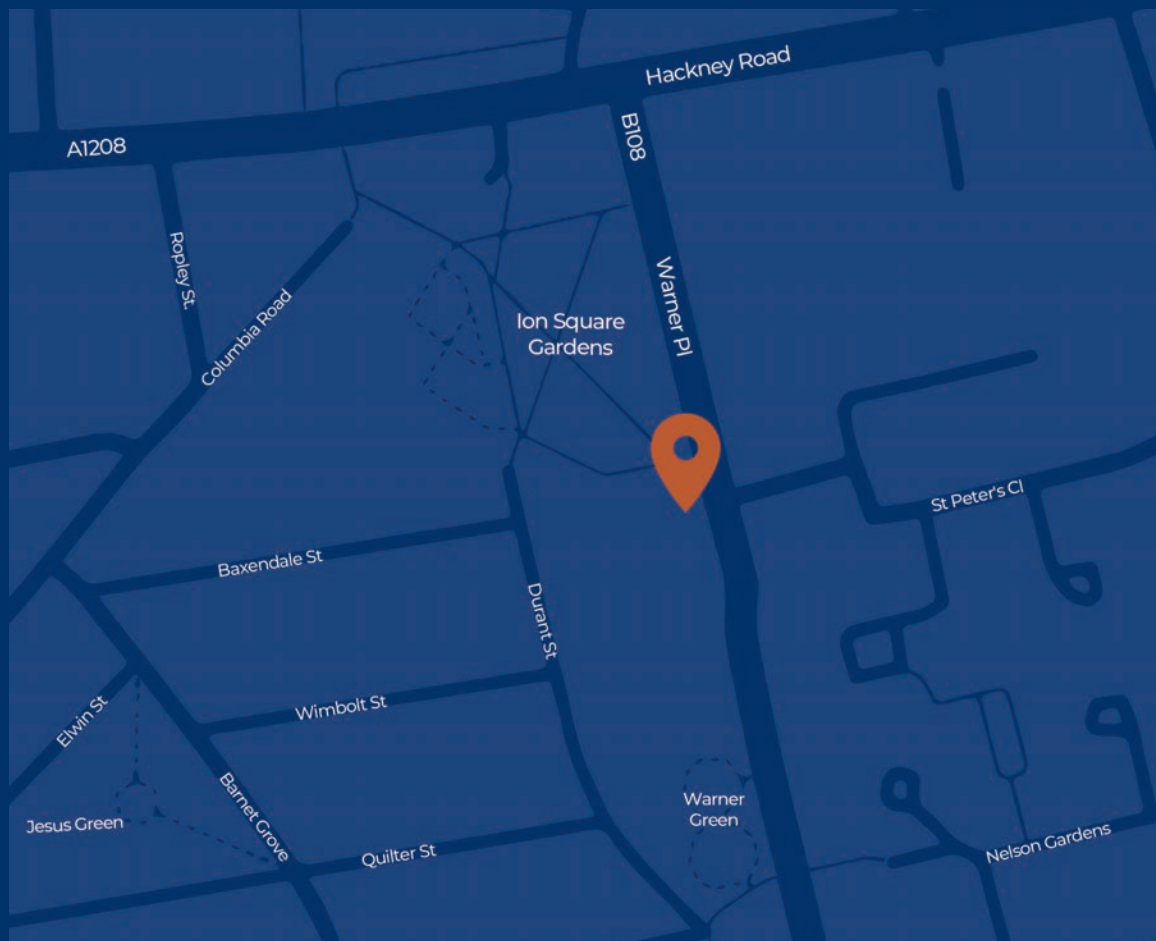 Hackney Road
A1208
B108
Ropley St.
Columbia Road
Warner Pl
Ion Square
Gardens
St Peter's Cl
Baxendale St
Durant St
Wimbolt St
Elwin St
Barnet Grove
Jesus Green
Warner
Green
Quilter St
Nelson Gardens